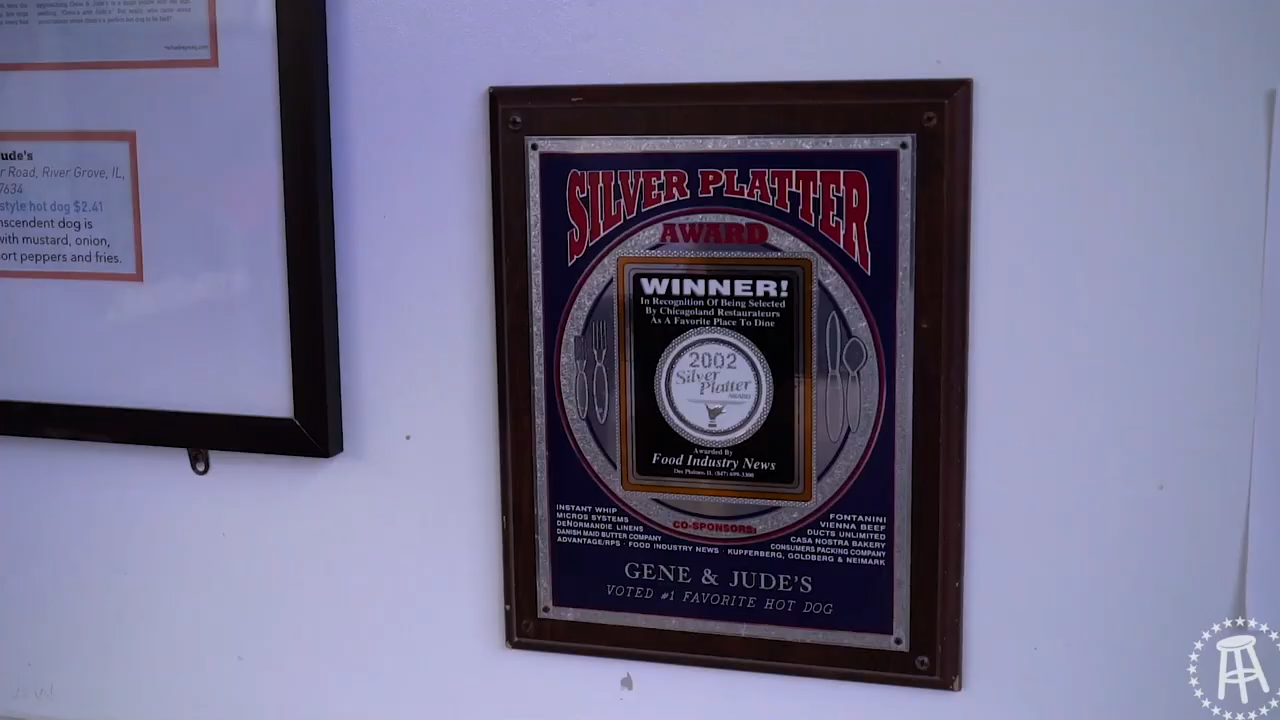 ude's
r Road, River Grove, IL,
7634
style hot dog $2.41
nscendent dog is
with mustard, onion,
ort peppers and fries.
SILVER PLATTER
AWARD
WINNER!
In Recognition Of Being Selected
By Chicagoland Restaurateurs
As A Favorite Place To Dine
2002
Silver
Platter
AWARD
Awarded By
Food Industry News
Des Plaines, IL (847) 699-3300
CO-SPONSORS:
INSTANT WHIP
MICROS SYSTEMS
DeNORMANDIE LINENS
DANISH MAID BUTTER COMPANY
FONTANINI
VIENNA BEEF
DUCTS UNLIMITED
CASA NOSTRA BAKERY
CONSUMERS PACKING COMPANY
ADVANTAGE/RPS · FOOD INDUSTRY NEWS · KUPFERBERG, GOLDBERG & NEIMARK
GENE & JUDE'S
VOTED #1 FAVORITE HOT DOG